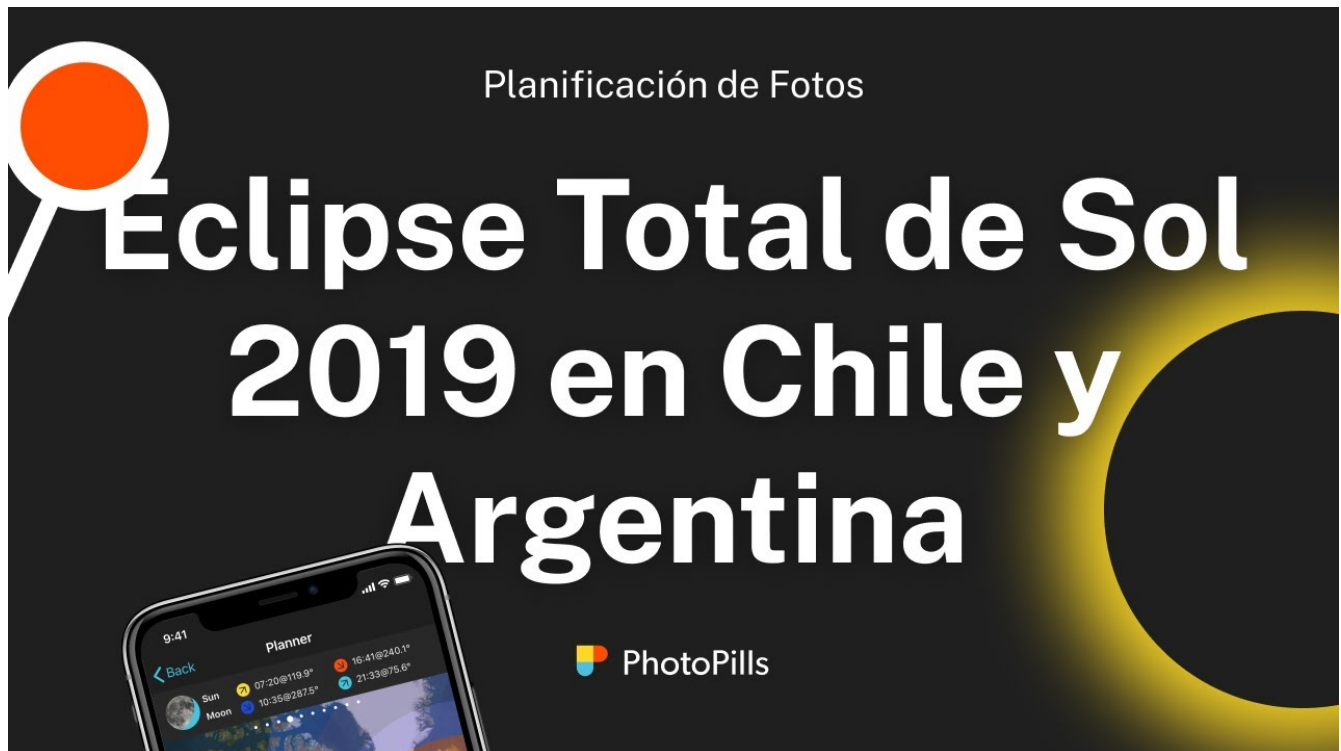 Planificación de Fotos
Eclipse Total de Sol
2019 en Chile y
Argentina
PhotoPills
9:41
Planner
Back
Sun 07:20@119.9° 16:41@240.1°
Moon 10:35@287.5° 21:33@75.6°